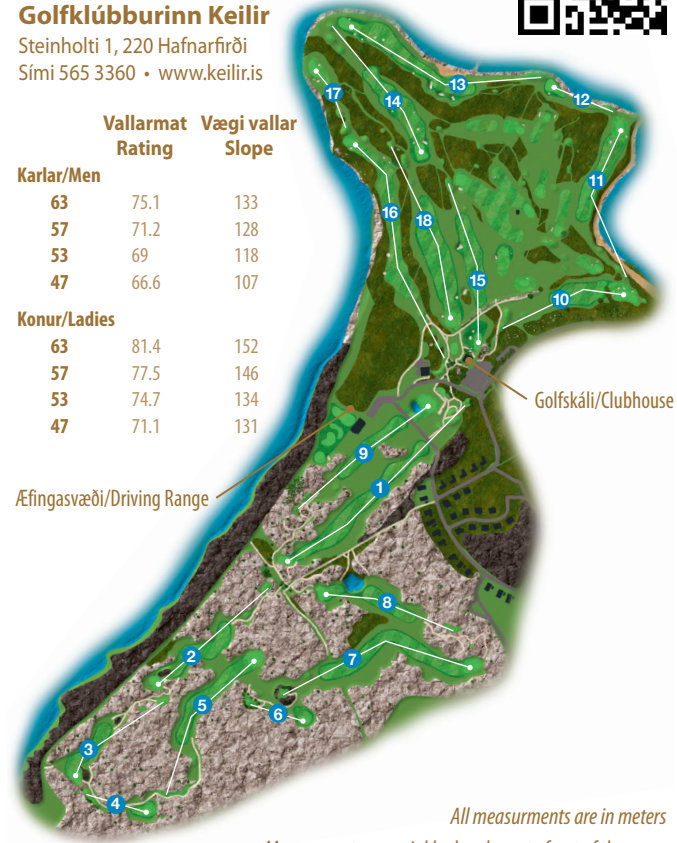 Golfklúbburinn Keilir
Steinholti 1, 220 Hafnarfirði
Sími 565 3360 • www.keilir.is
Vallarmat Vægi vallar
Rating Slope
Karlar/Men
63 75.1 133
57 71.2 128
53 69 118
47 66.6 107
Konur/Ladies
63 81.4 152
57 77.5 146
53 74.7 134
47 71.1 131
13
17
14
12
11
16
18
15
10
Golfskáli/Clubhouse
9
1
Æfingasvæði/Driving Range
8
2
7
5
6
3
4
All measurments are in meters